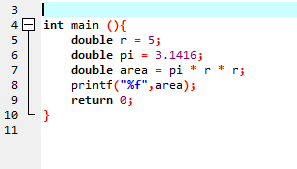 3
4 int main (){
5 double r = 5;
6 double pi = 3.1416;
7 double area = pi * r * r;
8 printf("%f",area);
9 return 0;
10 }
11